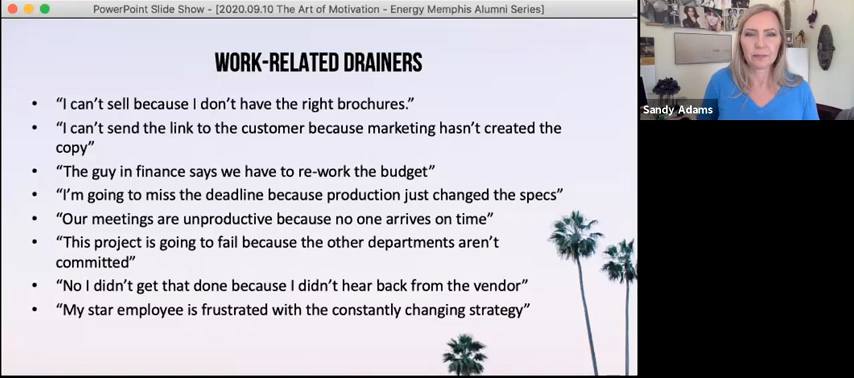 PowerPoint Slide Show - [2020.09.10 The Art of Motivation - Energy Memphis Alumni Series]
WORK-RELATED DRAINERS
• “I can’t sell because I don’t have the right brochures.”
• “I can’t send the link to the customer because marketing hasn’t created the
copy”
• “The guy in finance says we have to re-work the budget”
• “I’m going to miss the deadline because production just changed the specs”
• “Our meetings are unproductive because no one arrives on time”
• “This project is going to fail because the other departments aren’t
committed”
• “No I didn’t get that done because I didn’t hear back from the vendor”
• “My star employee is frustrated with the constantly changing strategy”
Sandy Adams